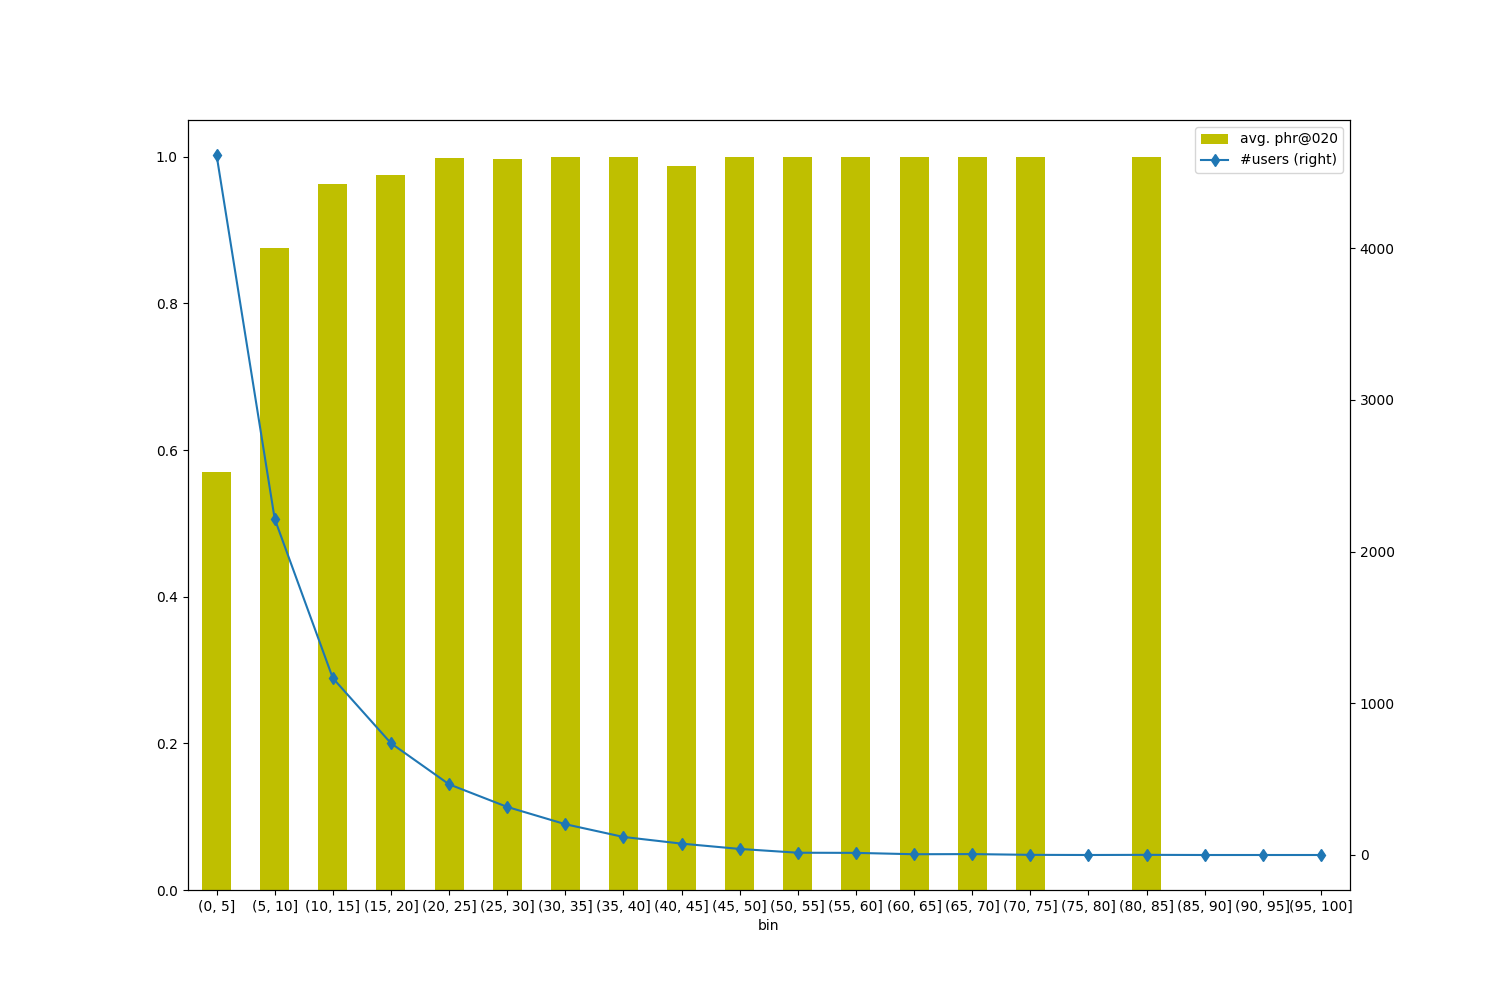 avg. phr@020
#users (right)
1.0
0.8
0.6
0.4
0.2
0.0
4000
3000
2000
1000
0
(0, 5] (5, 10] (10, 15] (15, 20] (20, 25] (25, 30] (30, 35] (35, 40] (40, 45] (45, 50] (50, 55] (55, 60] (60, 65] (65, 70] (70, 75] (75, 80] (80, 85] (85, 90] (90, 95] (95, 100]
bin